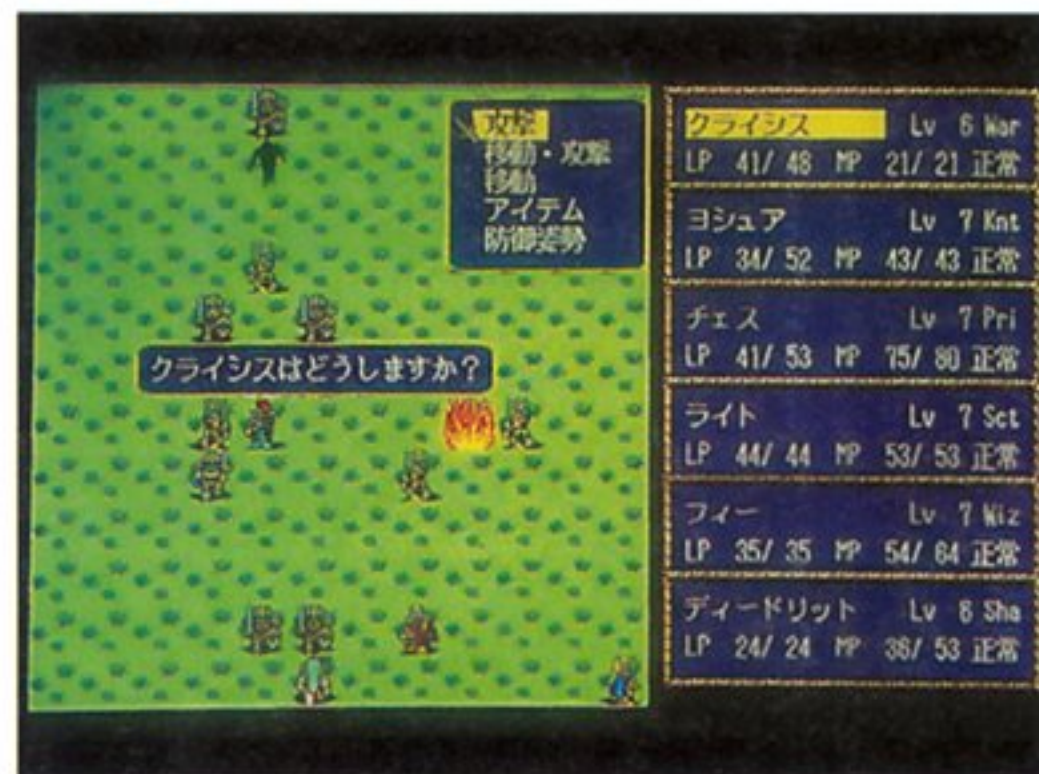 攻撃
移動・攻撃
移動
アイテム
防御姿勢
クライシスはどうしますか？
クライシス Lv 6 War
LP 41/ 48 MP 21/ 21 正常
ヨシュア Lv 7 Knt
LP 34/ 52 MP 43/ 43 正常
チェス Lv 7 Pri
LP 41/ 53 MP 75/ 80 正常
ライト Lv 7 Sct
LP 44/ 44 MP 53/ 53 正常
フィー Lv 7 Wiz
LP 35/ 35 MP 54/ 64 正常
ディードリット Lv 6 Sha
LP 24/ 24 MP 36/ 53 正常